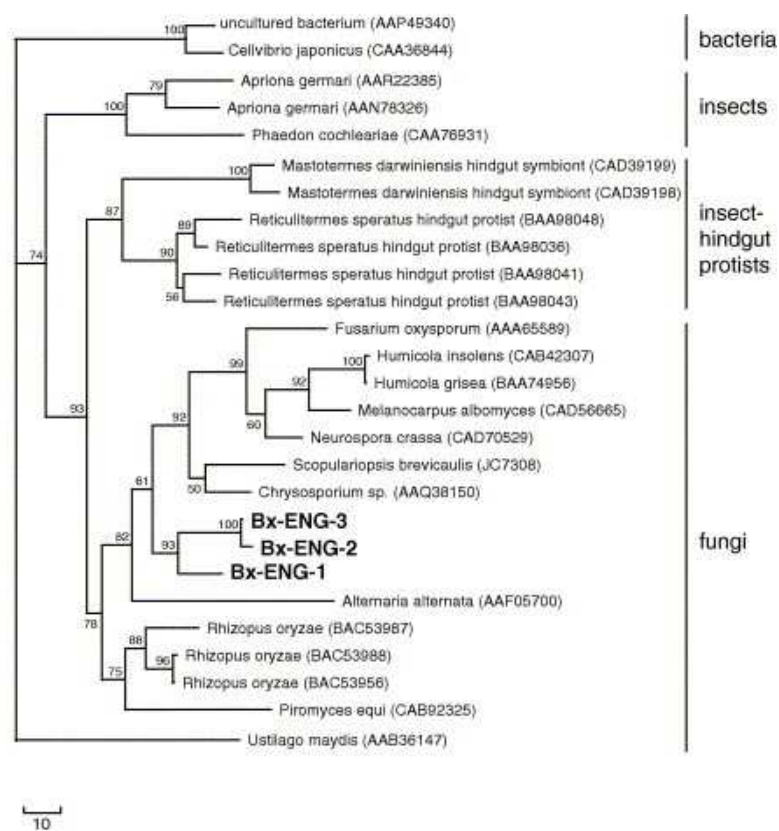 uncultured bacterium (AAP49340)
100
Cellvibrio japonicus (CAA36844)
bacteria
Apriona germari (AAR22385)
79
100
Apriona germari (AAN78326)
insects
Phaedon cochleariae (CAA76931)
Mastotermes darwiniensis hindgut symbiont (CAD39199)
100
Mastotermes darwiniensis hindgut symbiont (CAD39198)
87
Reticulitermes speratus hindgut protist (BAA98048)
89
insect-
hindgut
protists
Reticulitermes speratus hindgut protist (BAA98036)
90
74
Reticulitermes speratus hindgut protist (BAA98041)
56
Reticulitermes speratus hindgut protist (BAA98043)
Fusarium oxysporum (AAA65589)
99
Humicola insolens (CAB42307)
100
Humicola grisea (BAA74956)
92
Melanocarpus albomyces (CAD56665)
93
92
60
Neurospora crassa (CAD70529)
Scopulariopsis brevicaulis (JC7308)
50
61
Chrysosporium sp. (AAQ38150)
100
Bx-ENG-3
Bx-ENG-2
93
82
Bx-ENG-1
fungi
Alternaria alternata (AAF05700)
78
Rhizopus oryzae (BAC53987)
88
Rhizopus oryzae (BAC53988)
96
75
Rhizopus oryzae (BAC53956)
Piromyces equi (CAB92325)
Ustilago maydis (AAB36147)
10